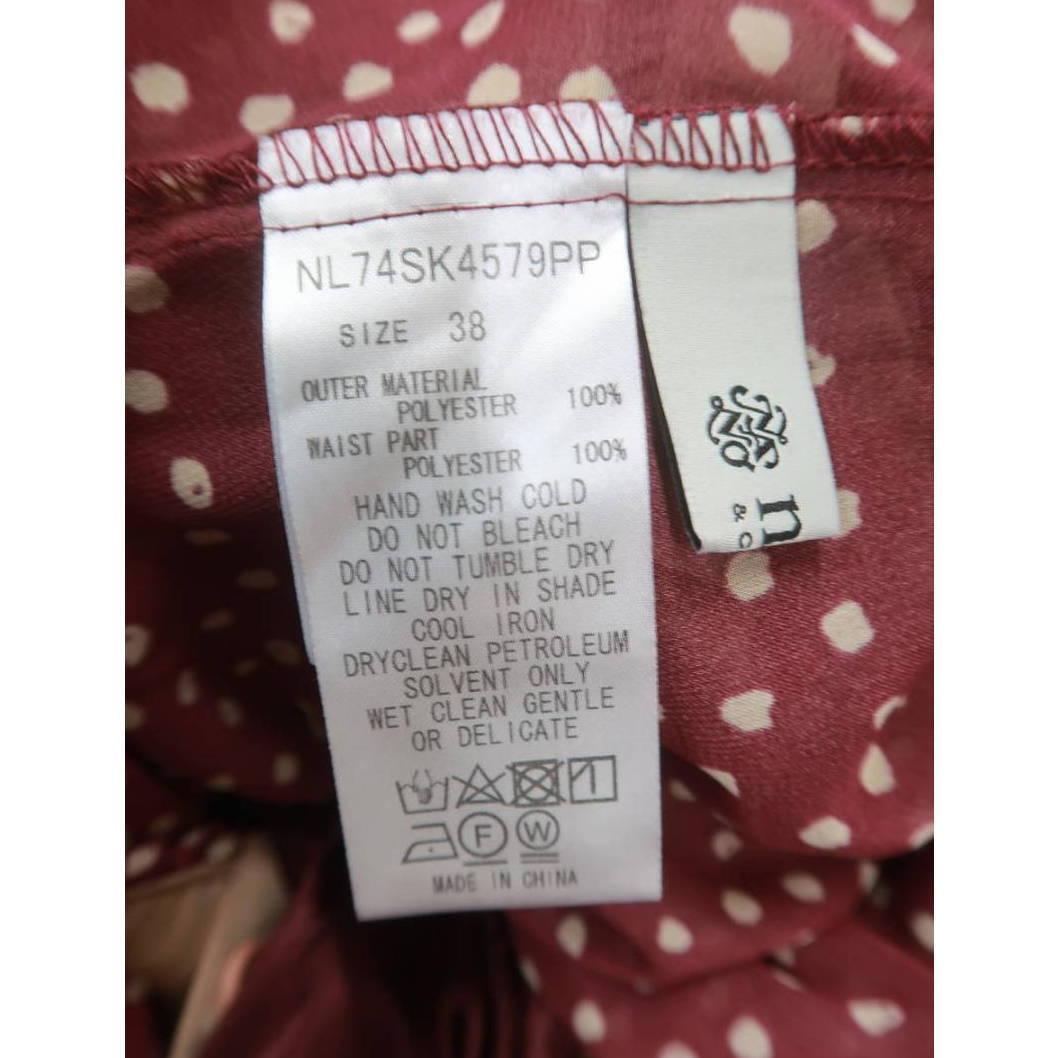 NL74SK4579PP
SIZE 38
OUTER MATERIAL
POLYESTER 100%
WAIST PART
POLYESTER 100%
HAND WASH COLD
DO NOT BLEACH
DO NOT TUMBLE DRY
LINE DRY IN SHADE
COOL IRON
DRYCLEAN PETROLEUM
SOLVENT ONLY
WET CLEAN GENTLE
OR DELICATE
F W
MADE IN CHINA
n
&